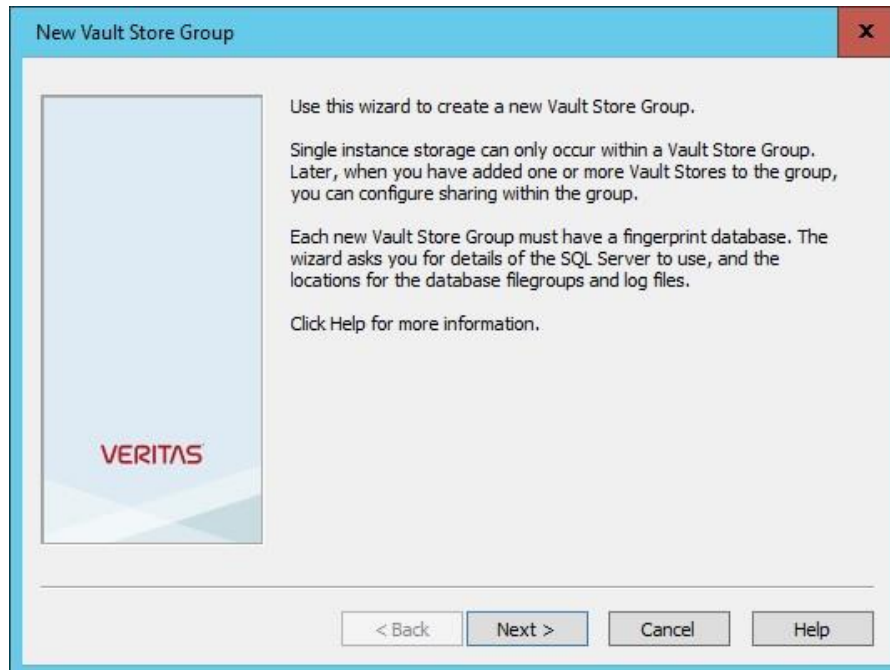 New Vault Store Group
x
Use this wizard to create a new Vault Store Group.
Single instance storage can only occur within a Vault Store Group.
Later, when you have added one or more Vault Stores to the group,
you can configure sharing within the group.
Each new Vault Store Group must have a fingerprint database. The
wizard asks you for details of the SQL Server to use, and the
locations for the database filegroups and log files.
Click Help for more information.
VERITAS
< Back Next > Cancel Help